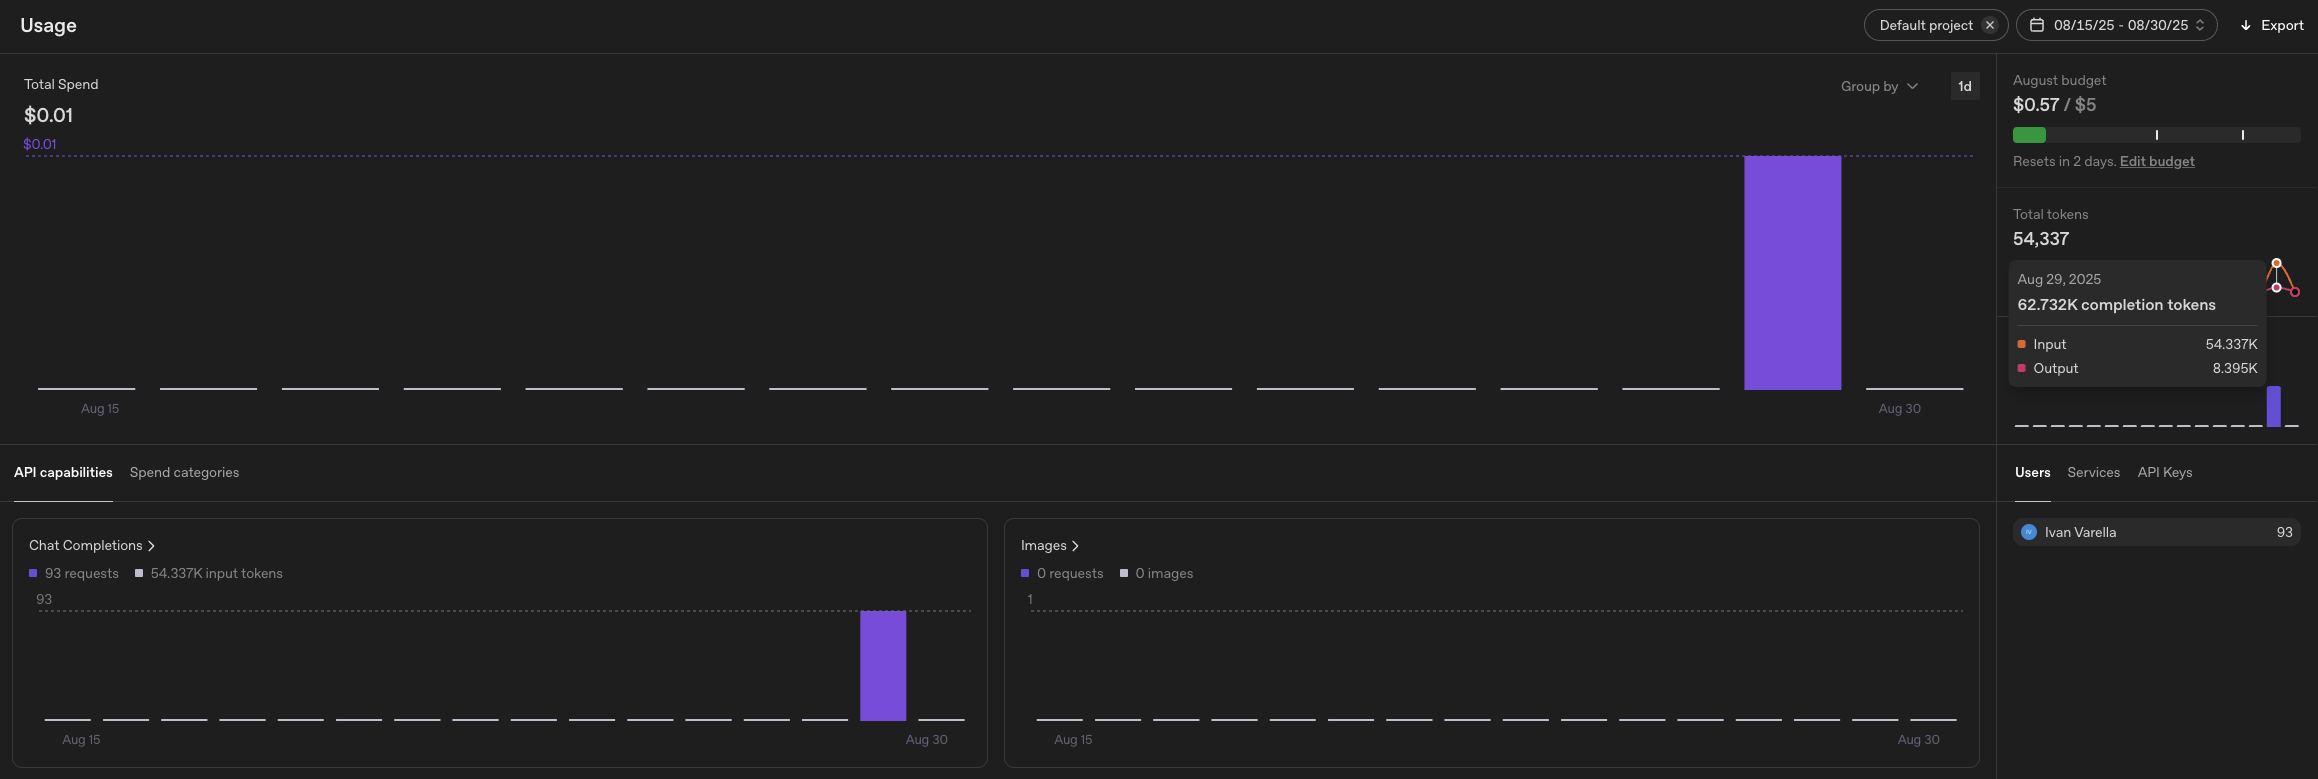 Usage
Default project
08/15/25 - 08/30/25
Export
Total Spend
$0.01
$0.01
Group by
1d
Aug 15
Aug 30
August budget
$0.57 / $5
Resets in 2 days. Edit budget
Total tokens
54,337
Aug 29, 2025
62.732K completion tokens
Input 54.337K
Output 8.395K
API capabilities
Spend categories
Users
Services
API Keys
Chat Completions
93 requests
54.337K input tokens
93
Aug 15
Aug 30
Images
0 requests
0 images
1
Aug 15
Aug 30
IV
Ivan Varella
93